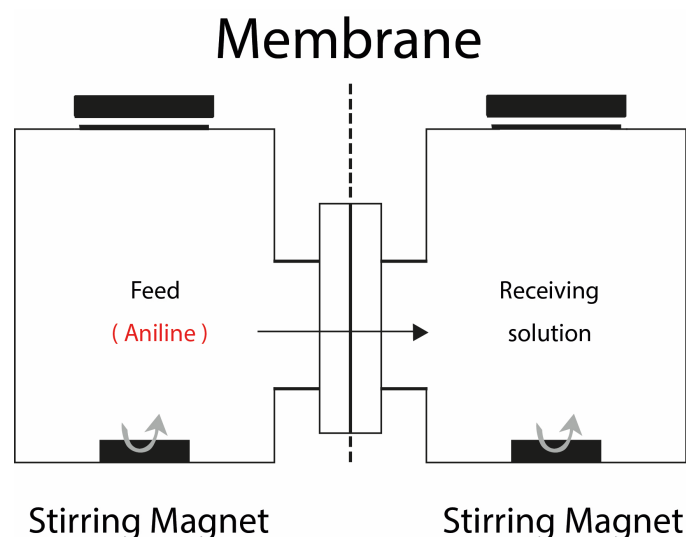 Membrane
Feed
( Aniline )
Receiving
solution
Stirring Magnet
Stirring Magnet